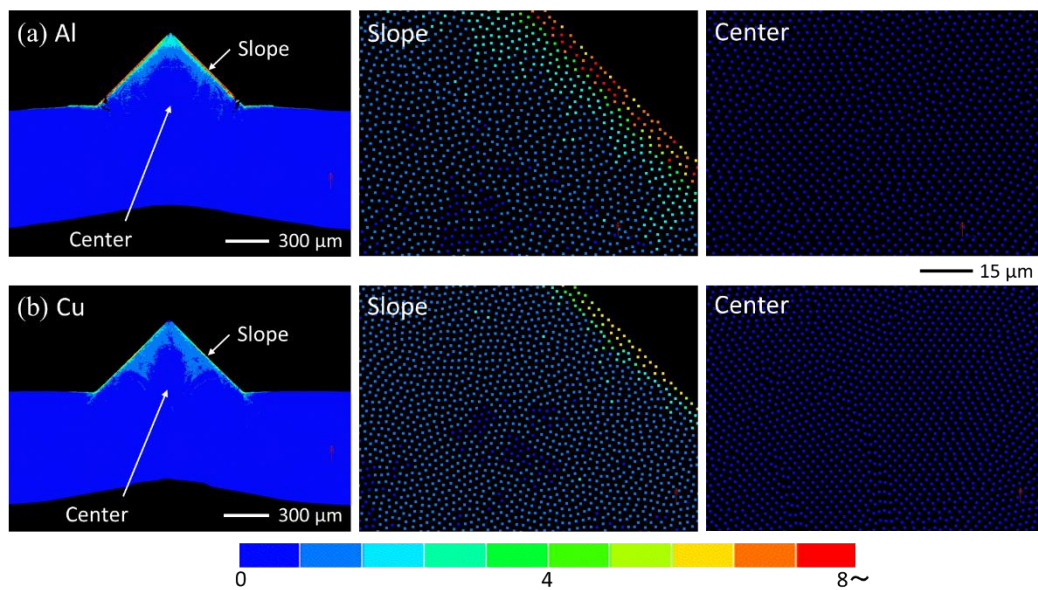 (a) Al
Slope
Center
300 μm
Slope
Center
15 μm
(b) Cu
Slope
Center
300 μm
Slope
Center
0 4 8～